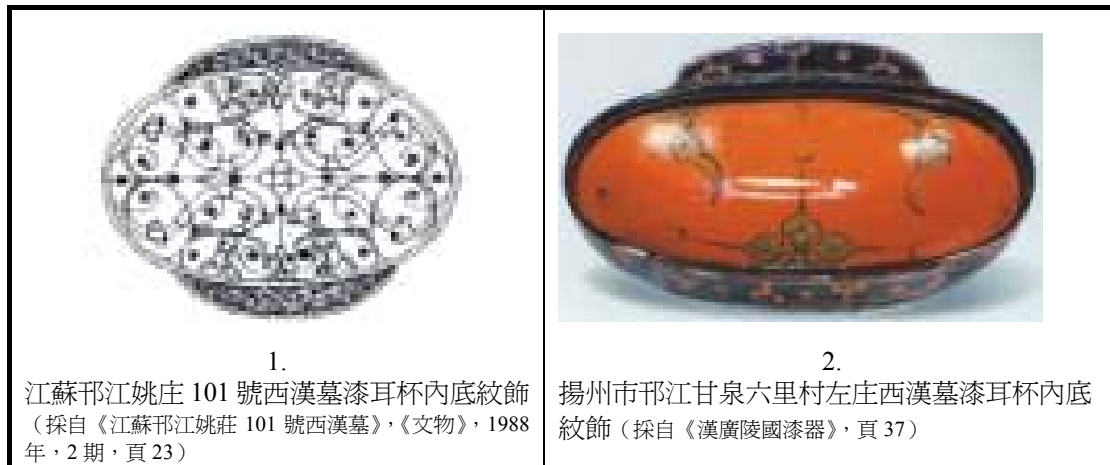 1.
江蘇邗江姚庄 101 號西漢墓漆耳杯內底紋飾
（採自《江蘇邗江姚莊 101 號西漢墓》，《文物》，1988
年，2 期，頁 23）
2.
揚州市邗江甘泉六里村左庄西漢墓漆耳杯內底
紋飾（採自《漢廣陵國漆器》，頁 37）